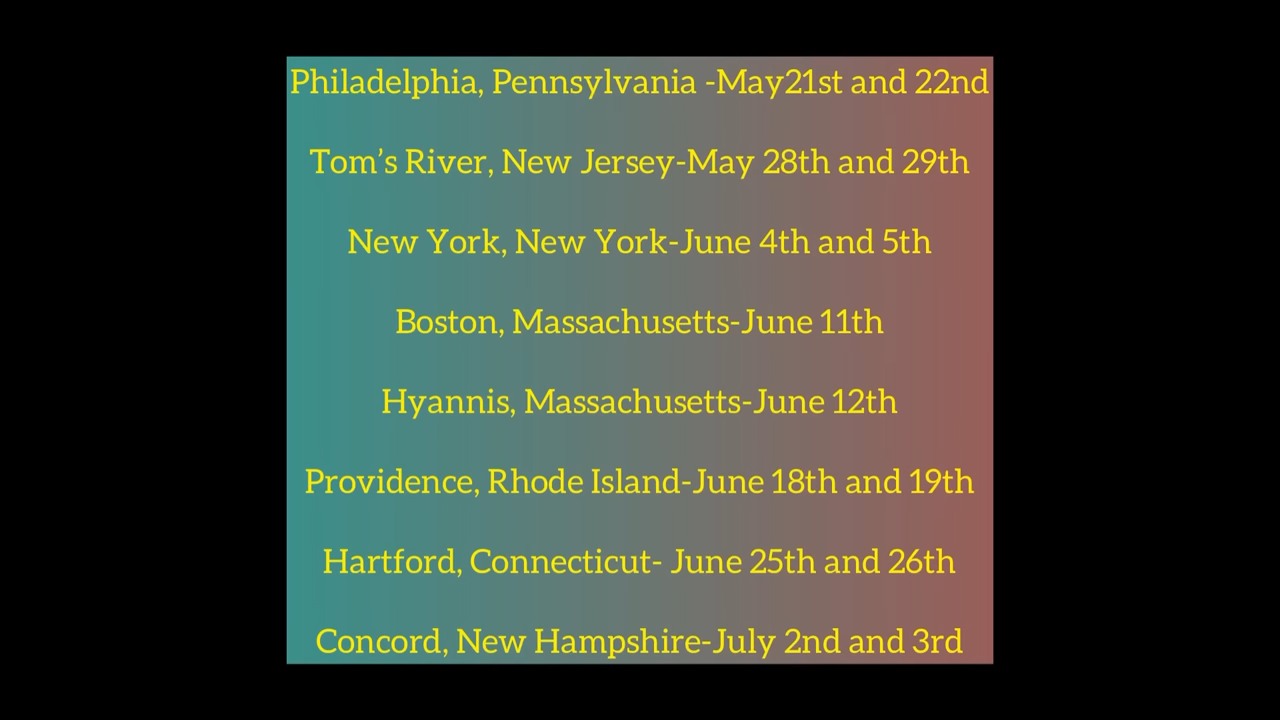 Philadelphia, Pennsylvania -May21st and 22nd
Tom’s River, New Jersey-May 28th and 29th
New York, New York-June 4th and 5th
Boston, Massachusetts-June 11th
Hyannis, Massachusetts-June 12th
Providence, Rhode Island-June 18th and 19th
Hartford, Connecticut- June 25th and 26th
Concord, New Hampshire-July 2nd and 3rd